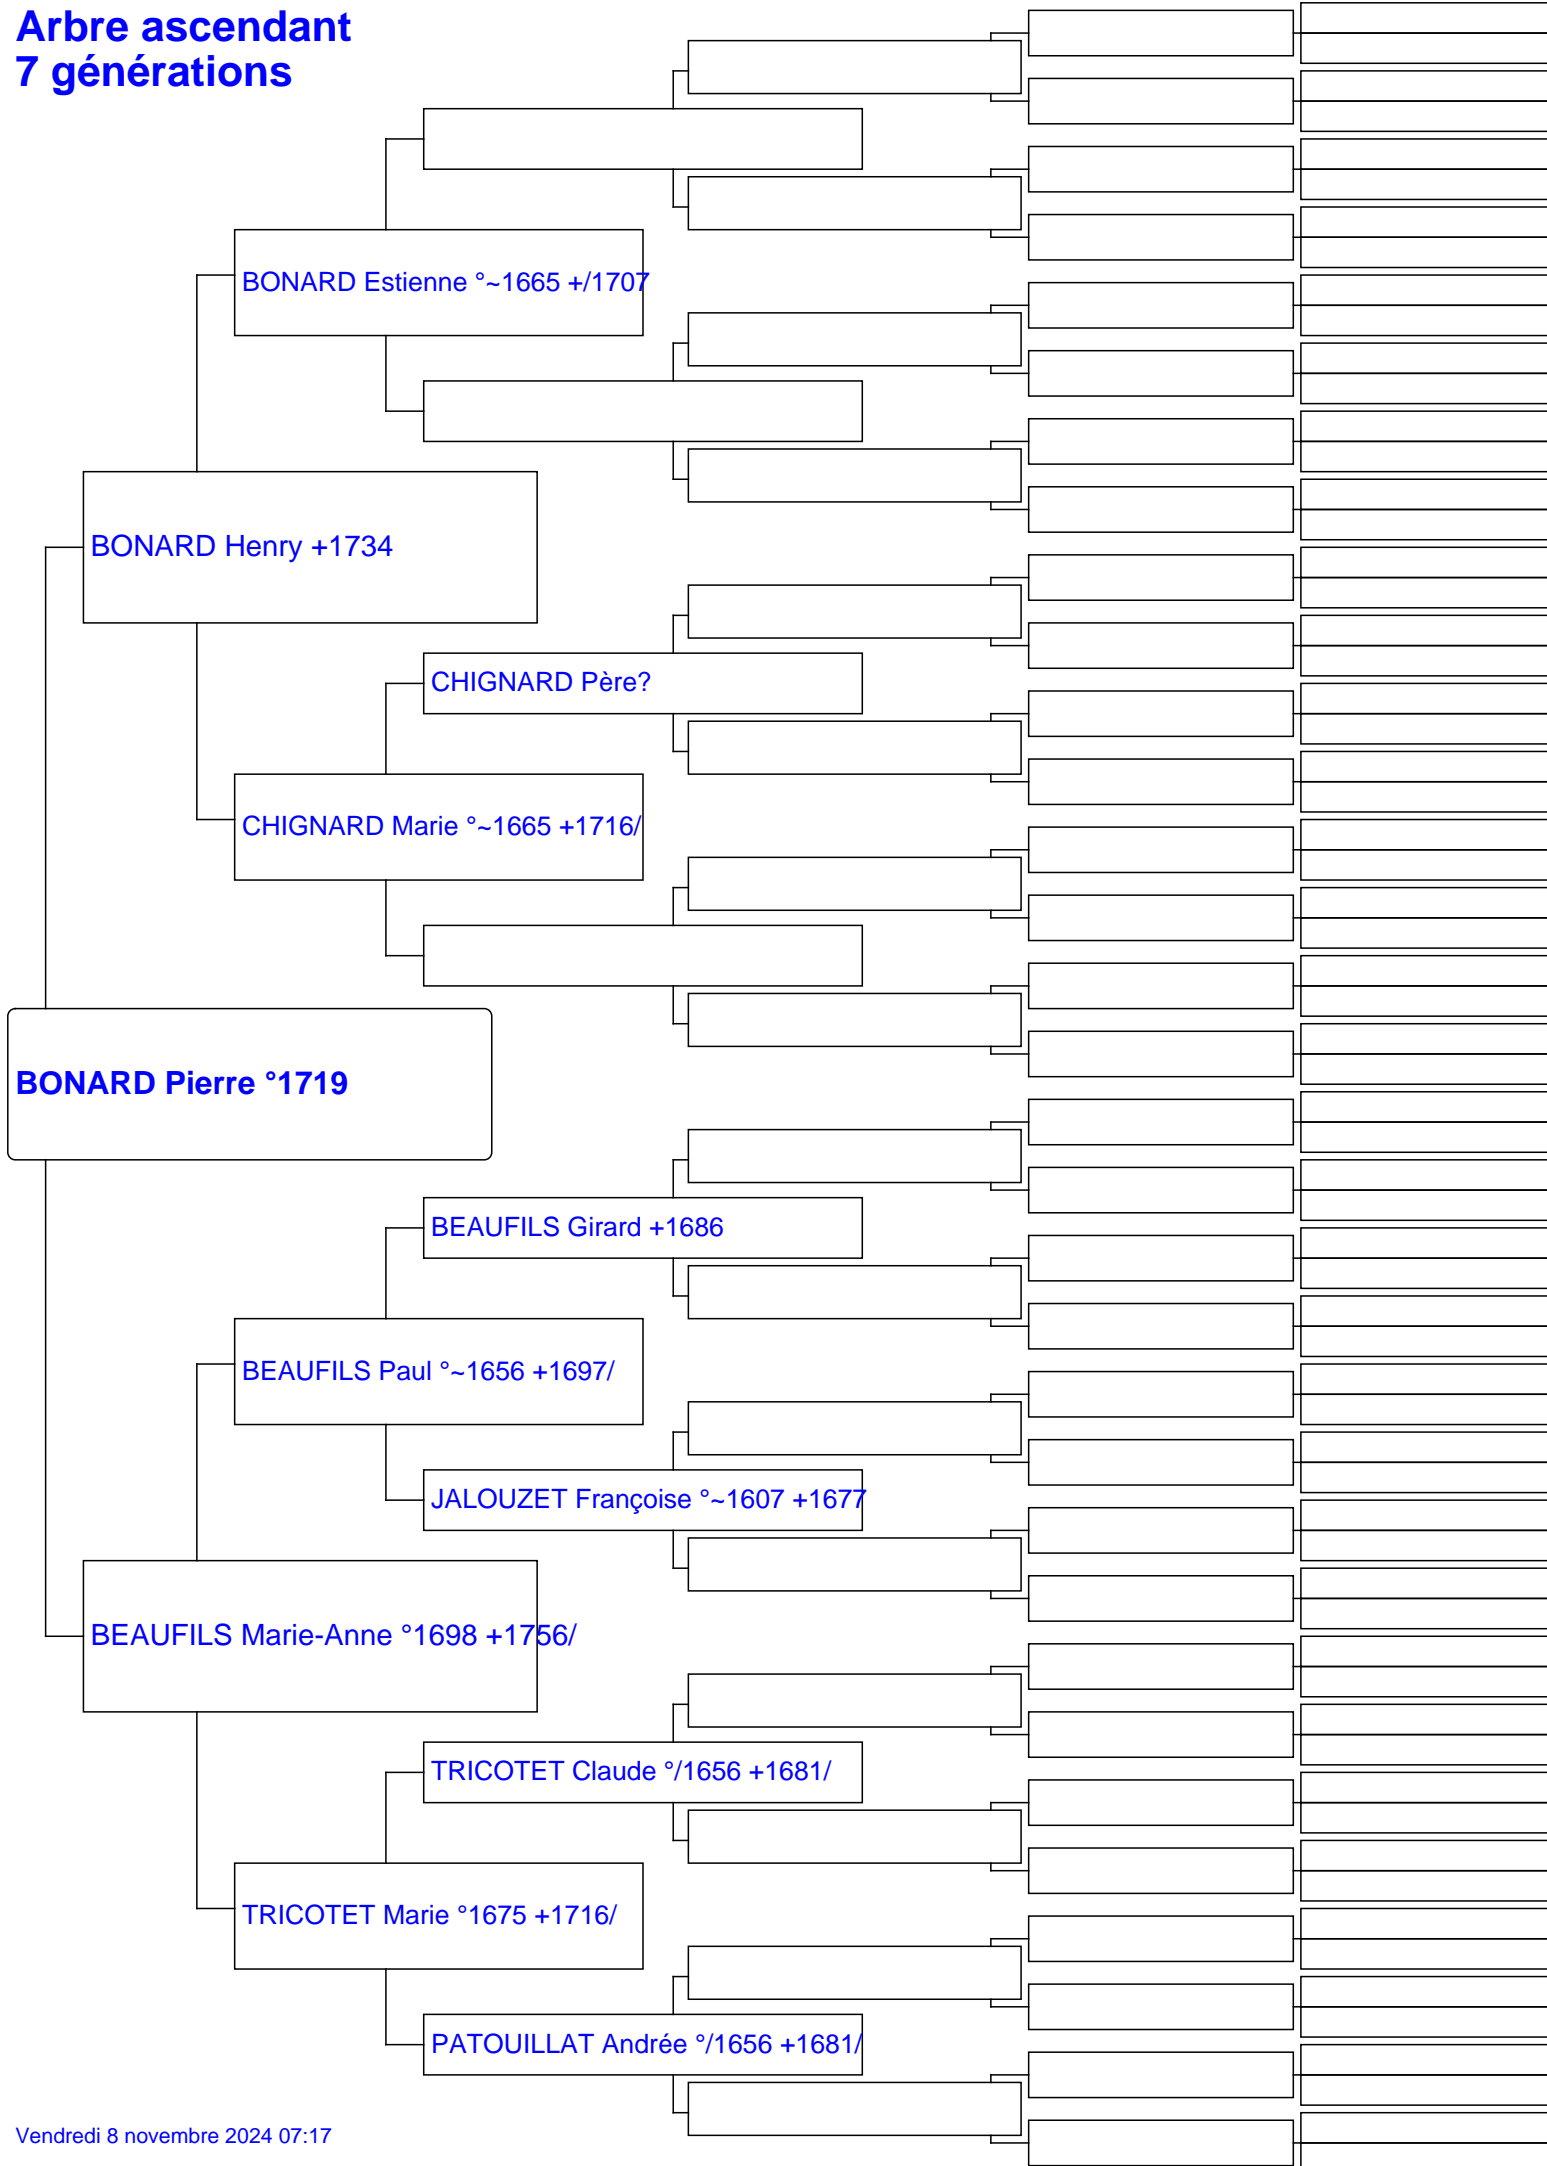 Arbre ascendant
7 générations
BONARD Estienne °~1665 +/1707
BONARD Henry +1734
CHIGNARD Père?
CHIGNARD Marie °~1665 +1716/
BONARD Pierre °1719
BEAUFILS Girard +1686
BEAUFILS Paul °~1656 +1697/
JALOUZET Françoise °~1607 +1677
BEAUFILS Marie-Anne °1698 +1756/
TRICOTET Claude °/1656 +1681/
TRICOTET Marie °1675 +1716/
PATOUILLAT Andrée °/1656 +1681/
Vendredi 8 novembre 2024 07:17